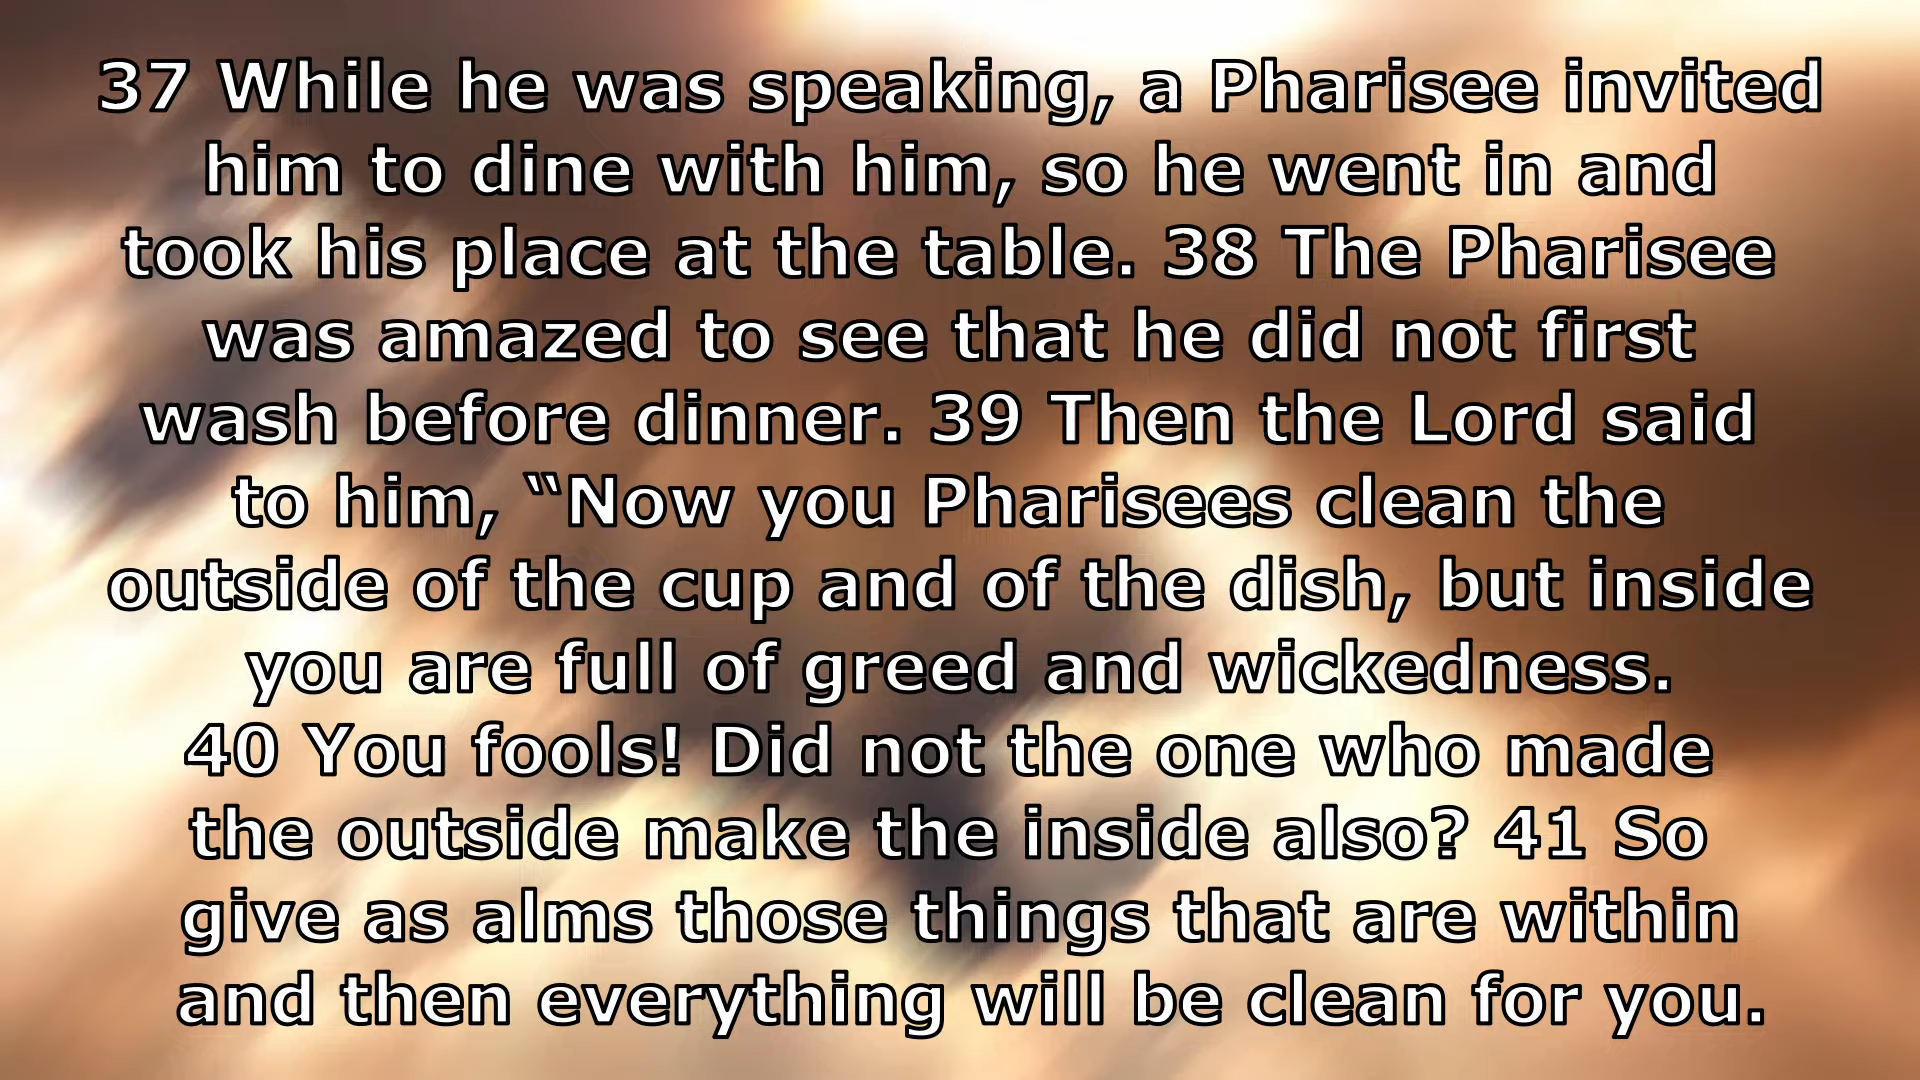 37 While he was speaking, a Pharisee invited
him to dine with him, so he went in and
took his place at the table. 38 The Pharisee
was amazed to see that he did not first
wash before dinner. 39 Then the Lord said
to him, “Now you Pharisees clean the
outside of the cup and of the dish, but inside
you are full of greed and wickedness.
40 You fools! Did not the one who made
the outside make the inside also? 41 So
give as alms those things that are within
and then everything will be clean for you.